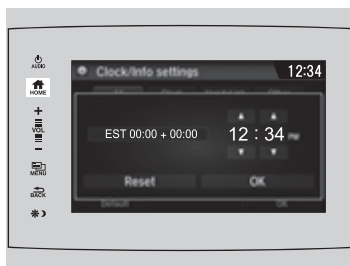 AUDIO
HOME
+
VOL
-
MENU
BACK
Clock/Info settings 12:34
EST 00:00 + 00:00
12 : 34
Reset OK
Default OK